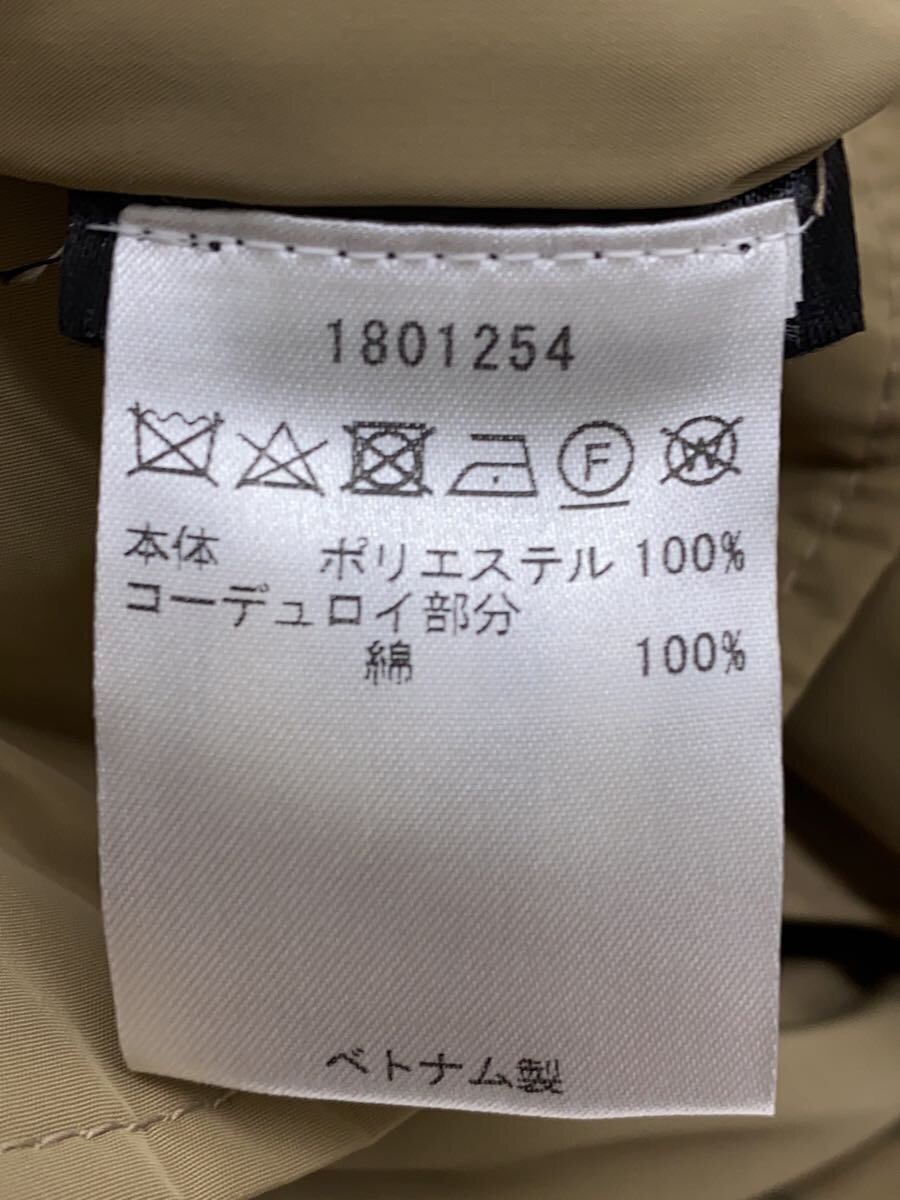 1801254
F W
本体 ポリエステル 100%
コーデュロイ部分
綿 100%
ベトナム製